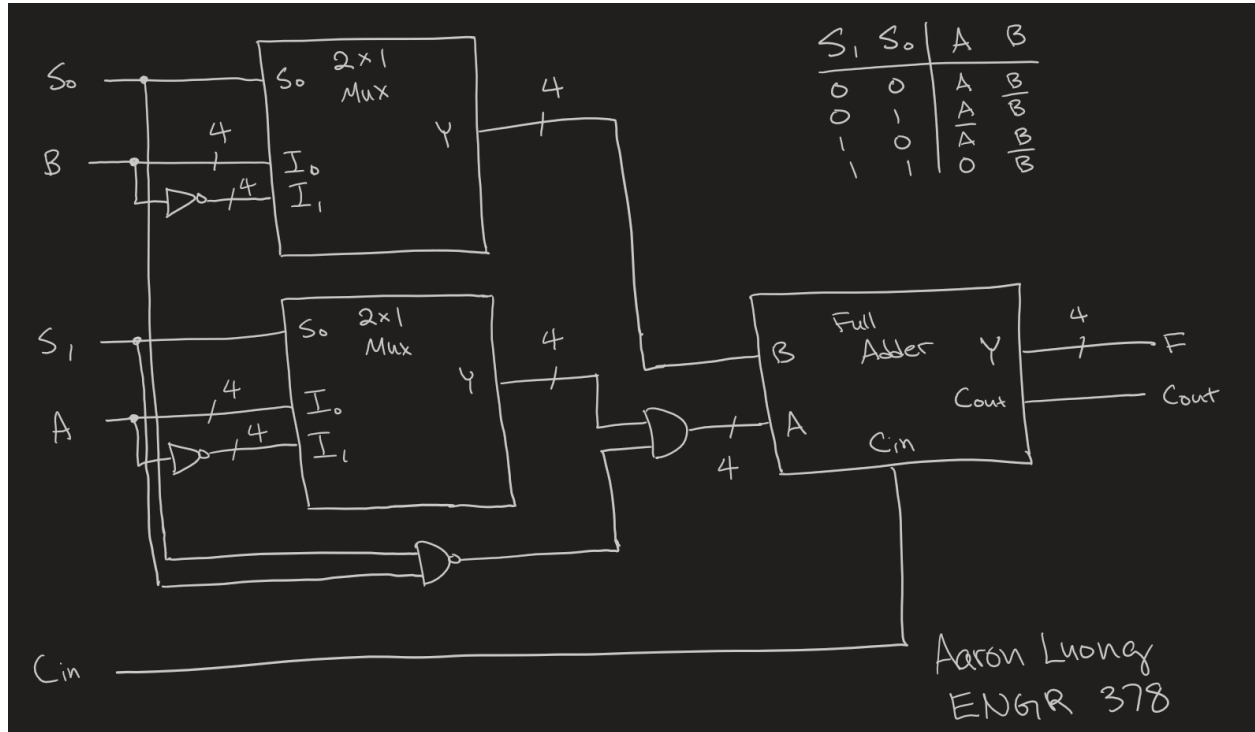 S₀
B
4
4
S₀
2×1
Mux
I₀
I₁
Y
4
S₁
A
4
4
S₀
2×1
Mux
I₀
I₁
Y
4
4
B
A
Full
Adder
Cin
Y
Cout
4
F
Cout
Cin
S₁ S₀ A B
0 0 A B
0 1 A B̅
1 0 A̅ B
1 1 0 B̅
Aaron Luong
ENGR 378